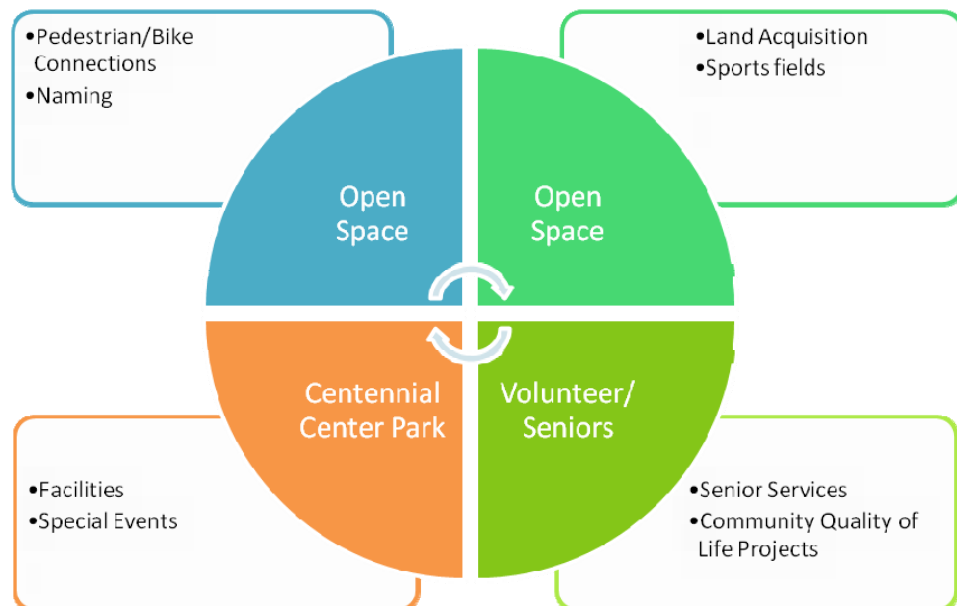 •Pedestrian/Bike
Connections
•Naming
•Land Acquisition
•Sports fields
Open
Space
Open
Space
Centennial
Center Park
Volunteer/
Seniors
•Facilities
•Special Events
•Senior Services
•Community Quality of
Life Projects